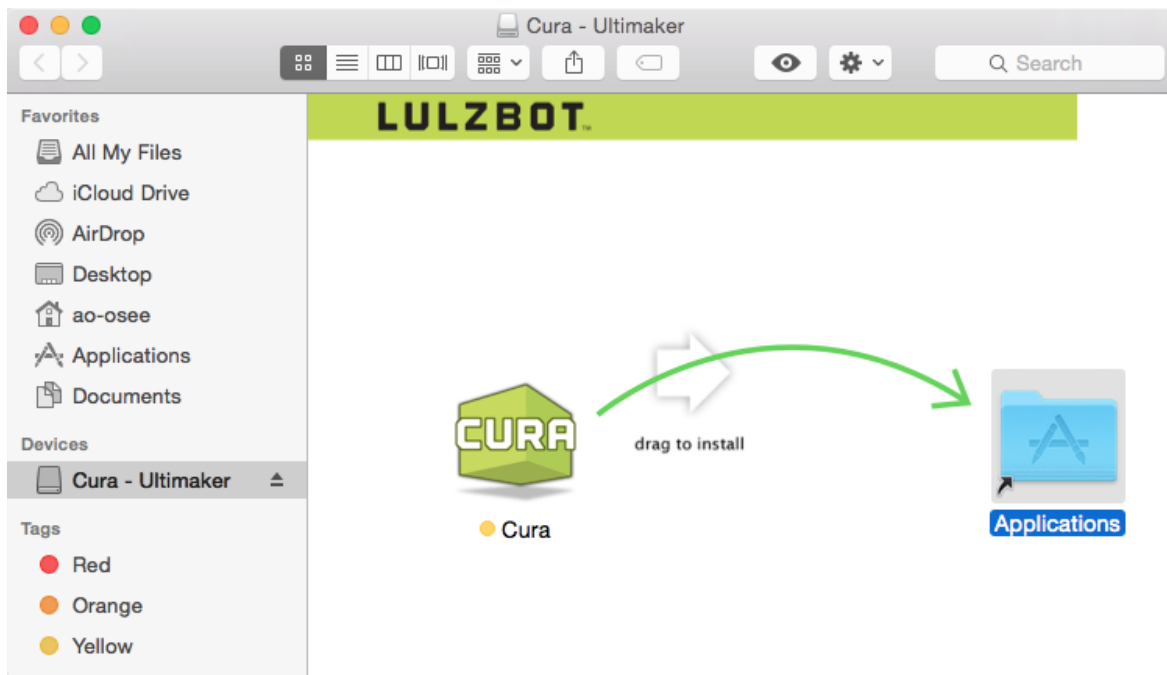 Cura - Ultimaker
Search
Favorites
All My Files
iCloud Drive
AirDrop
Desktop
ao-osee
Applications
Documents
Devices
Cura - Ultimaker
Tags
Red
Orange
Yellow
LULZBOT™
CURA
drag to install
Cura
Applications